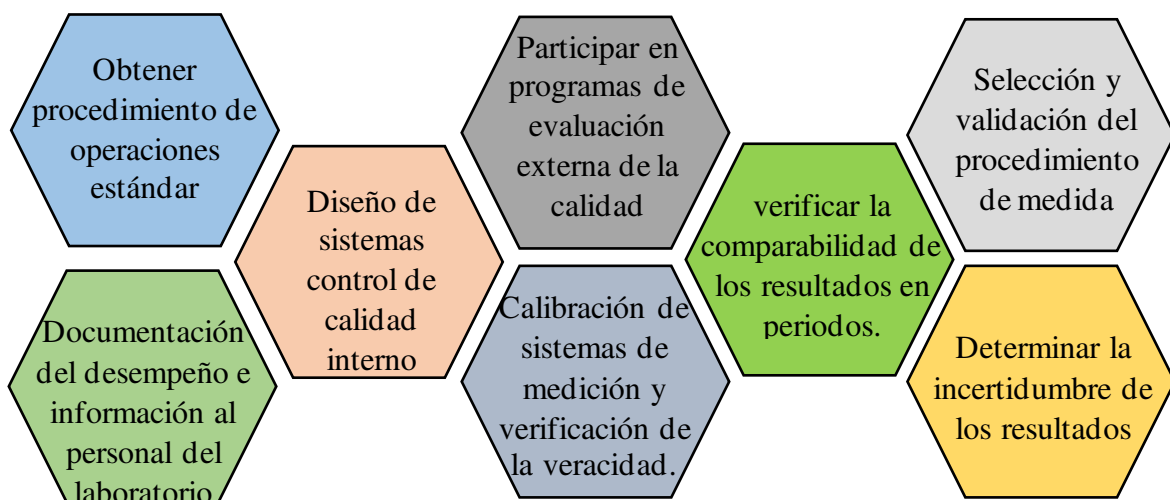 Obtener
procedimiento de
operaciones
estándar
Documentación
del desempeño e
información al
personal del
laboratorio
Diseño de
sistemas
control de
calidad
interno
Participar en
programas de
evaluación
externa de la
calidad
Calibración de
sistemas de
medición y
verificación de
la veracidad.
verificar la
comparabilidad de
los resultados en
periodos.
Selección y
validación del
procedimiento
de medida
Determinar la
incertidumbre de
los resultados